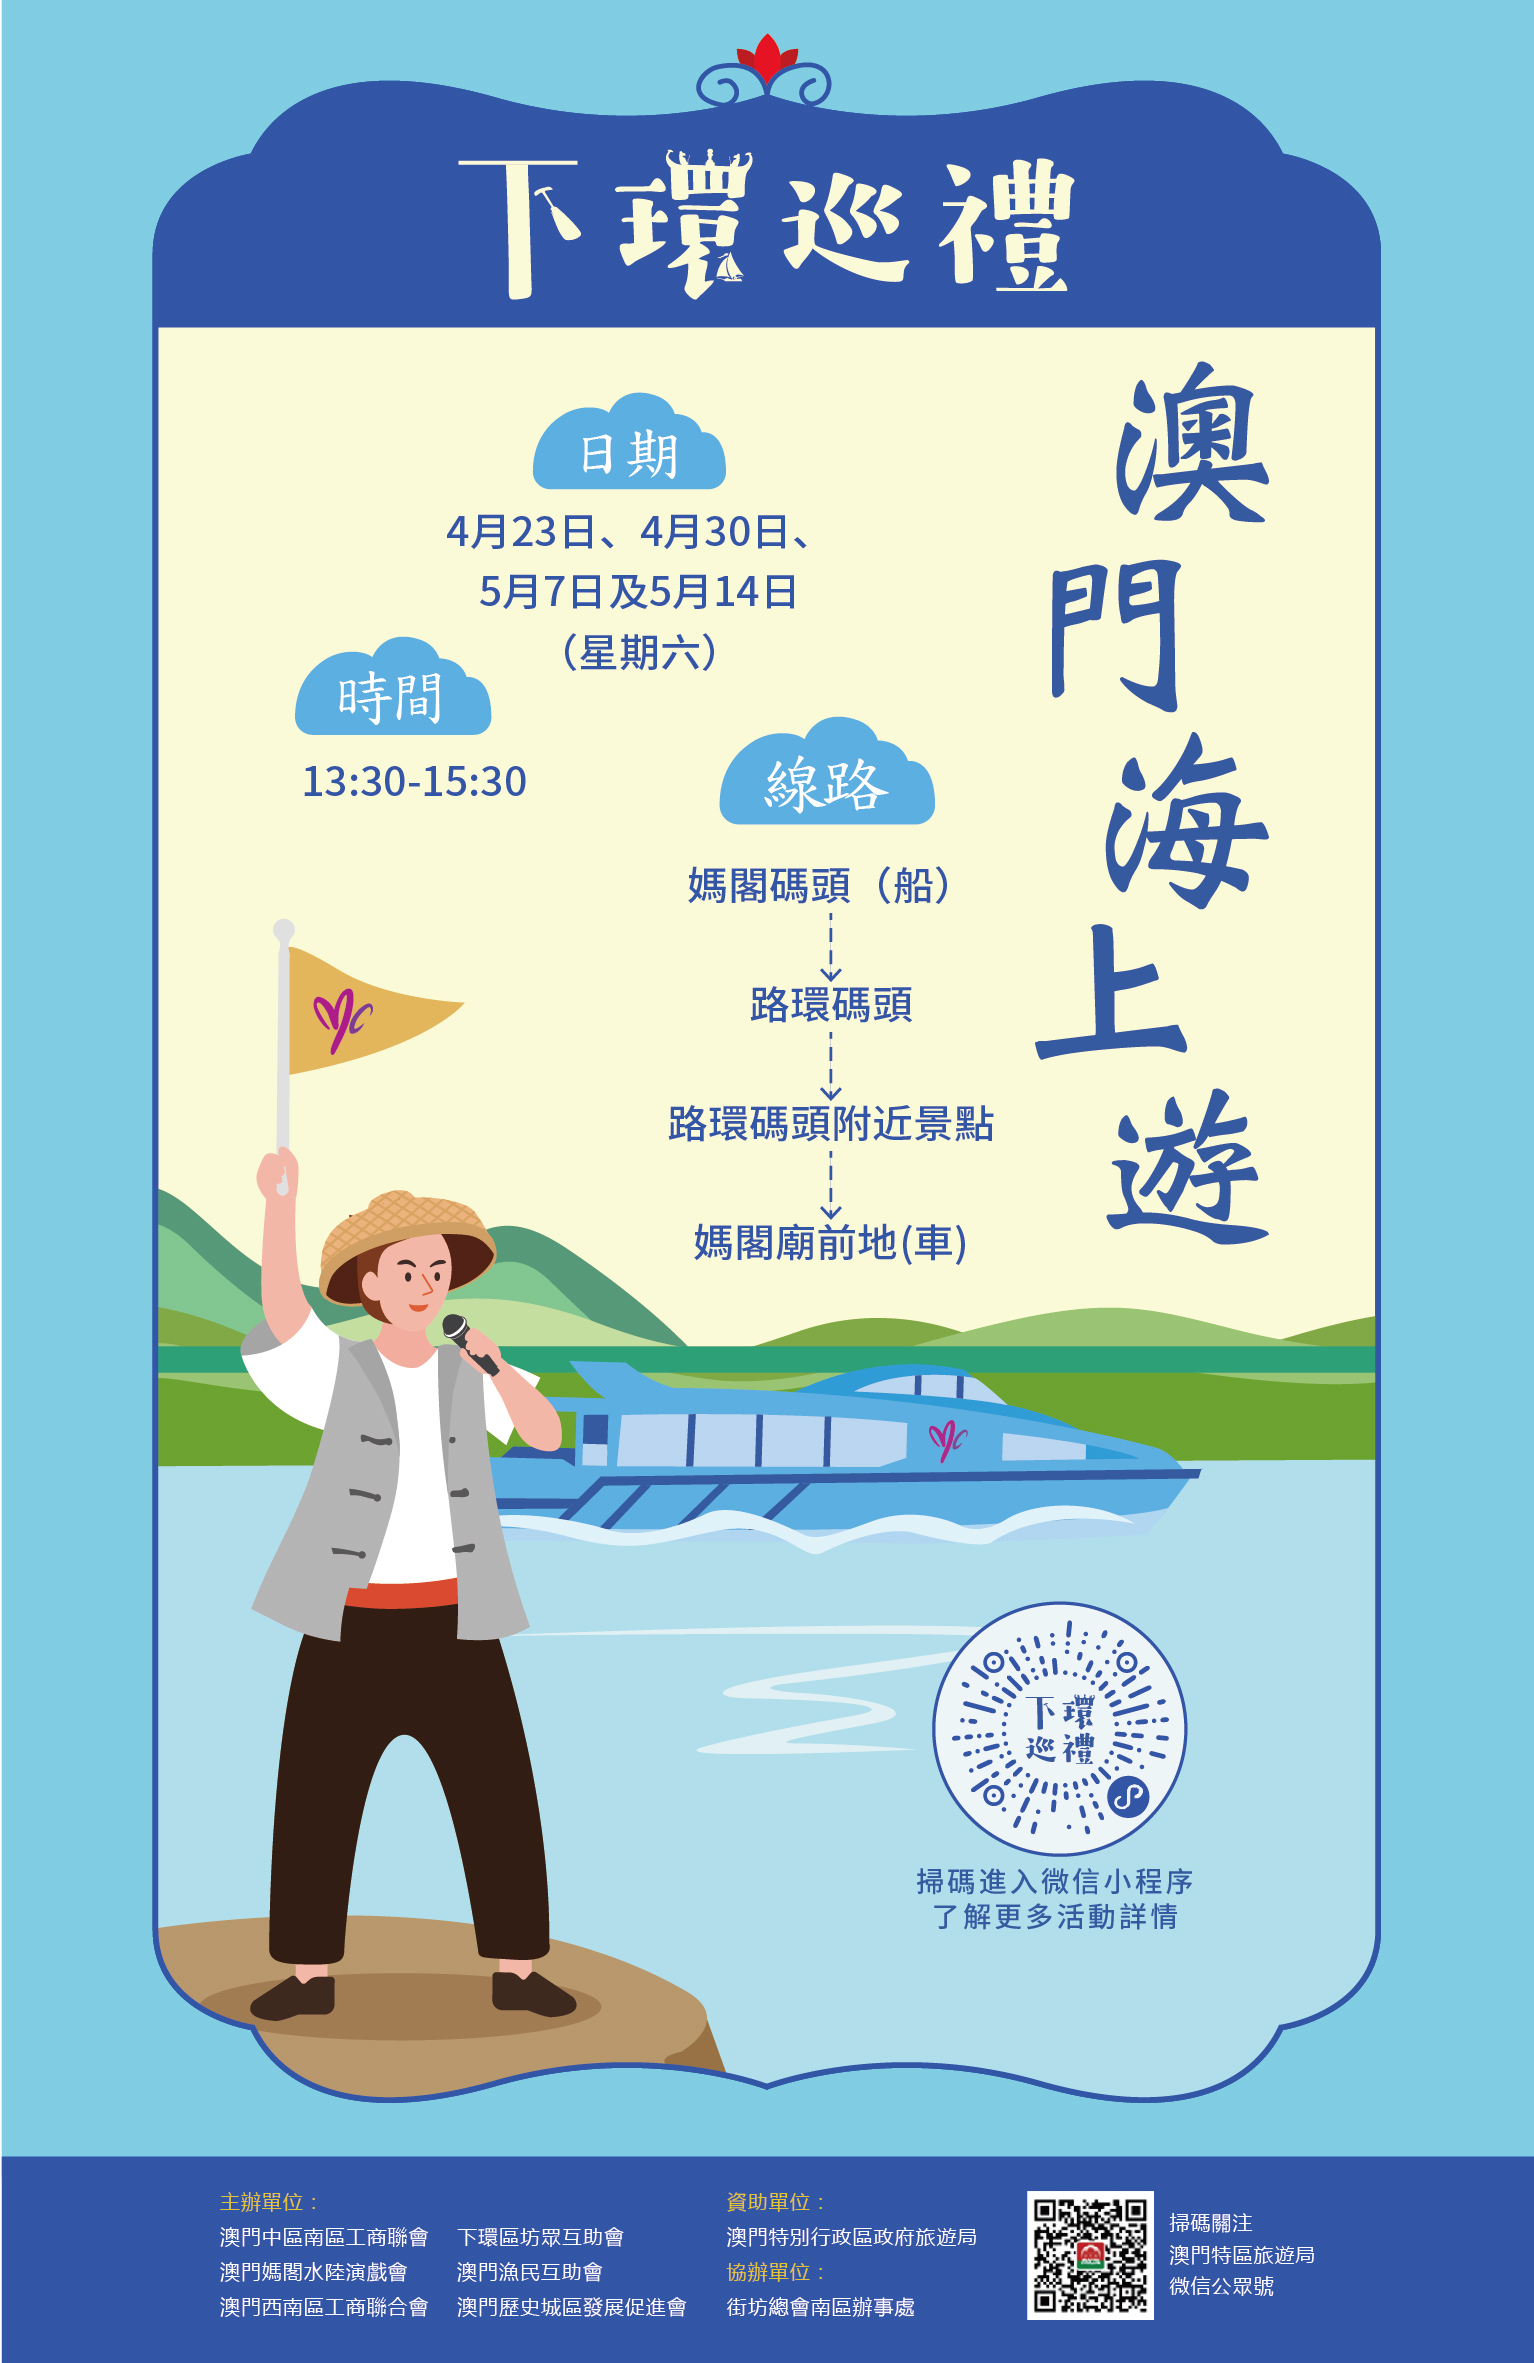 下環巡禮
澳門海上遊
日期
4月23日、4月30日、
5月7日及5月14日
（星期六）
時間
13:30-15:30
線路
媽閣碼頭（船）
路環碼頭
路環碼頭附近景點
媽閣廟前地(車)
下環
巡禮
掃碼進入微信小程序
了解更多活動詳情
主辦單位：
澳門中區南區工商聯會
澳門媽閣水陸演戲會
澳門西南區工商聯合會
下環區坊眾互助會
澳門漁民互助會
澳門歷史城區發展促進會
資助單位：
澳門特別行政區政府旅遊局
協辦單位：
街坊總會南區辦事處
掃碼關注
澳門特區旅遊局
微信公眾號